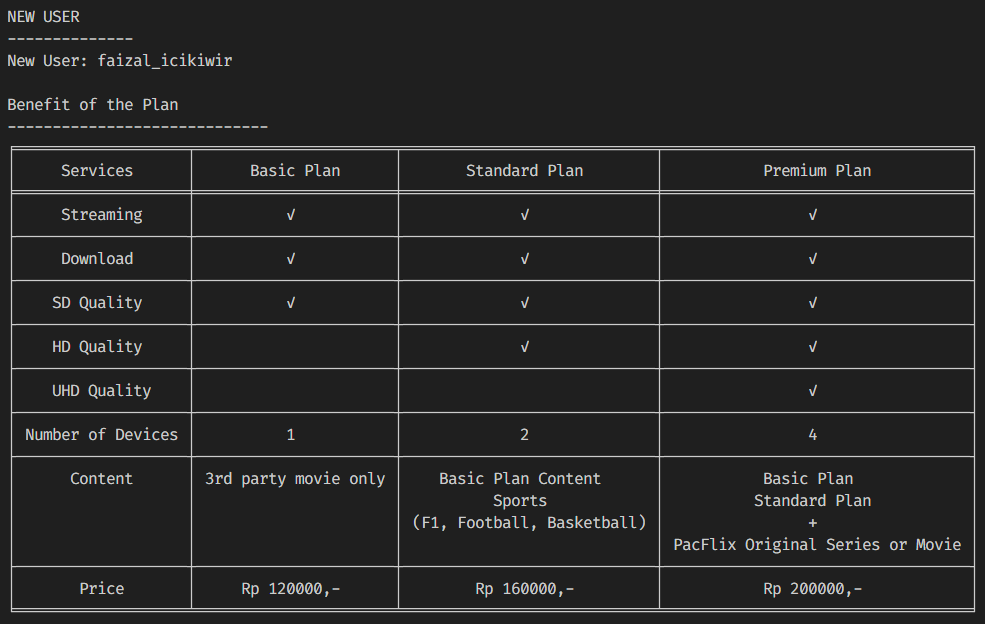 NEW USER
--------------
New User: faizal_icikiwir
Benefit of the Plan
-----------------------------
Services Basic Plan Standard Plan Premium Plan
Streaming √ √ √
Download √ √ √
SD Quality √ √ √
HD Quality √ √
UHD Quality √
Number of Devices 1 2 4
Content 3rd party movie only Basic Plan Content Basic Plan
Sports Standard Plan
(F1, Football, Basketball) +
PacFlix Original Series or Movie
Price Rp 120000,- Rp 160000,- Rp 200000,-